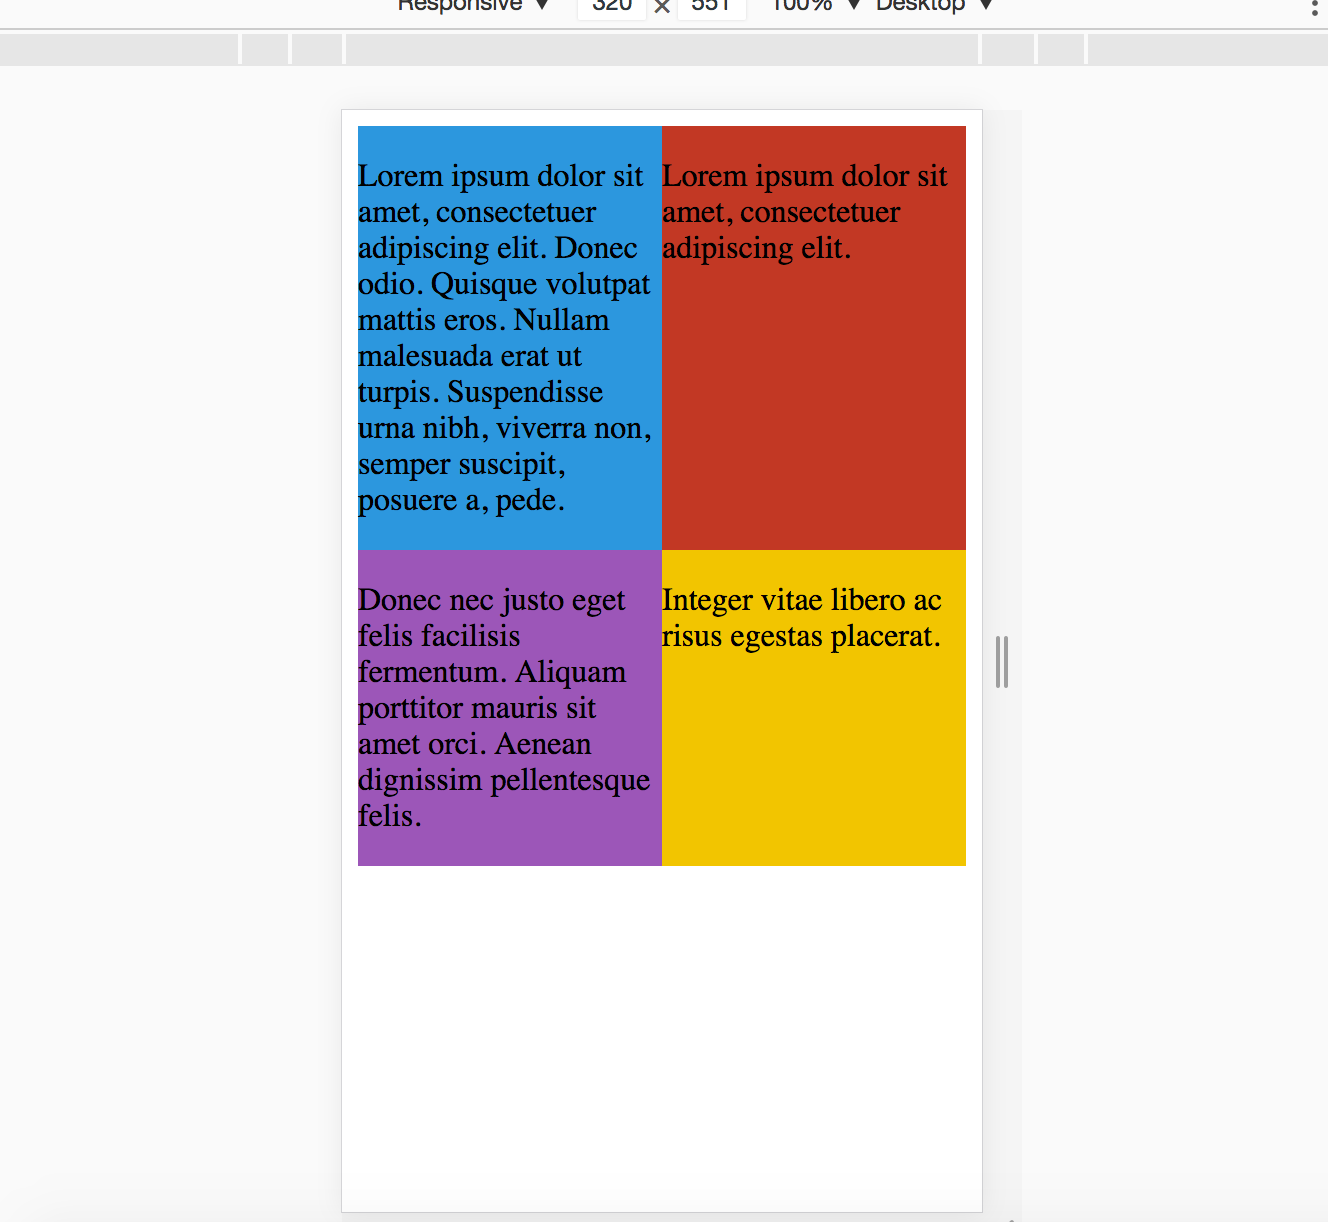 Responsive ▼ 320 × 551 100% ▼ Desktop ▼
Lorem ipsum dolor sit
amet, consectetuer
adipiscing elit. Donec
odio. Quisque volutpat
mattis eros. Nullam
malesuada erat ut
turpis. Suspendisse
urna nibh, viverra non,
semper suscipit,
posuere a, pede.
Lorem ipsum dolor sit
amet, consectetuer
adipiscing elit.
Donec nec justo eget
felis facilisis
fermentum. Aliquam
porttitor mauris sit
amet orci. Aenean
dignissim pellentesque
felis.
Integer vitae libero ac
risus egestas placerat.